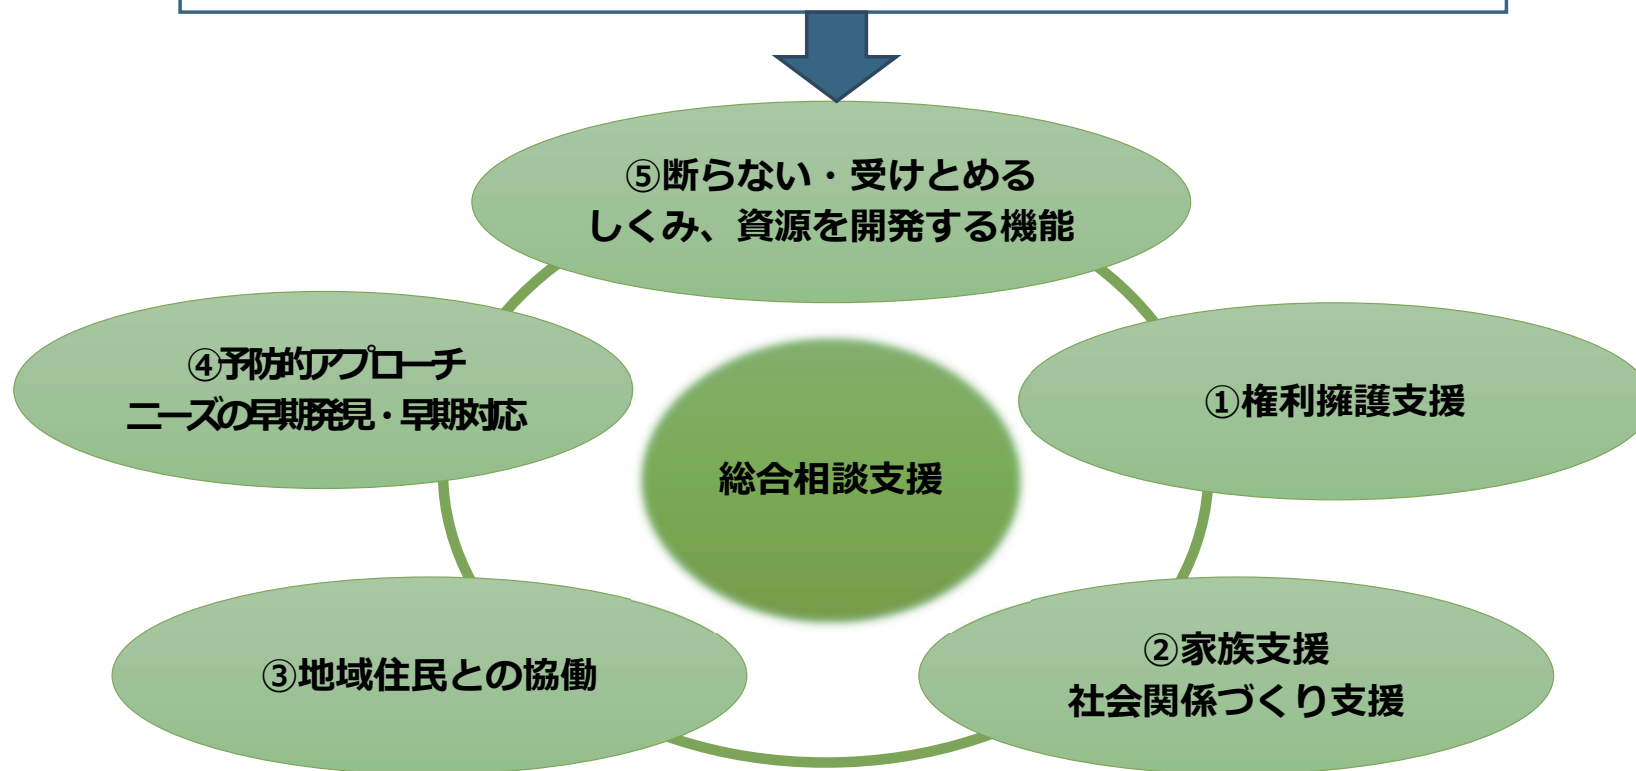 ⑤断らない・受けとめる
しくみ、資源を開発する機能
④予防的アプローチ
ニーズの早期発見・早期対応
①権利擁護支援
総合相談支援
③地域住民との協働
②家族支援
社会関係づくり支援